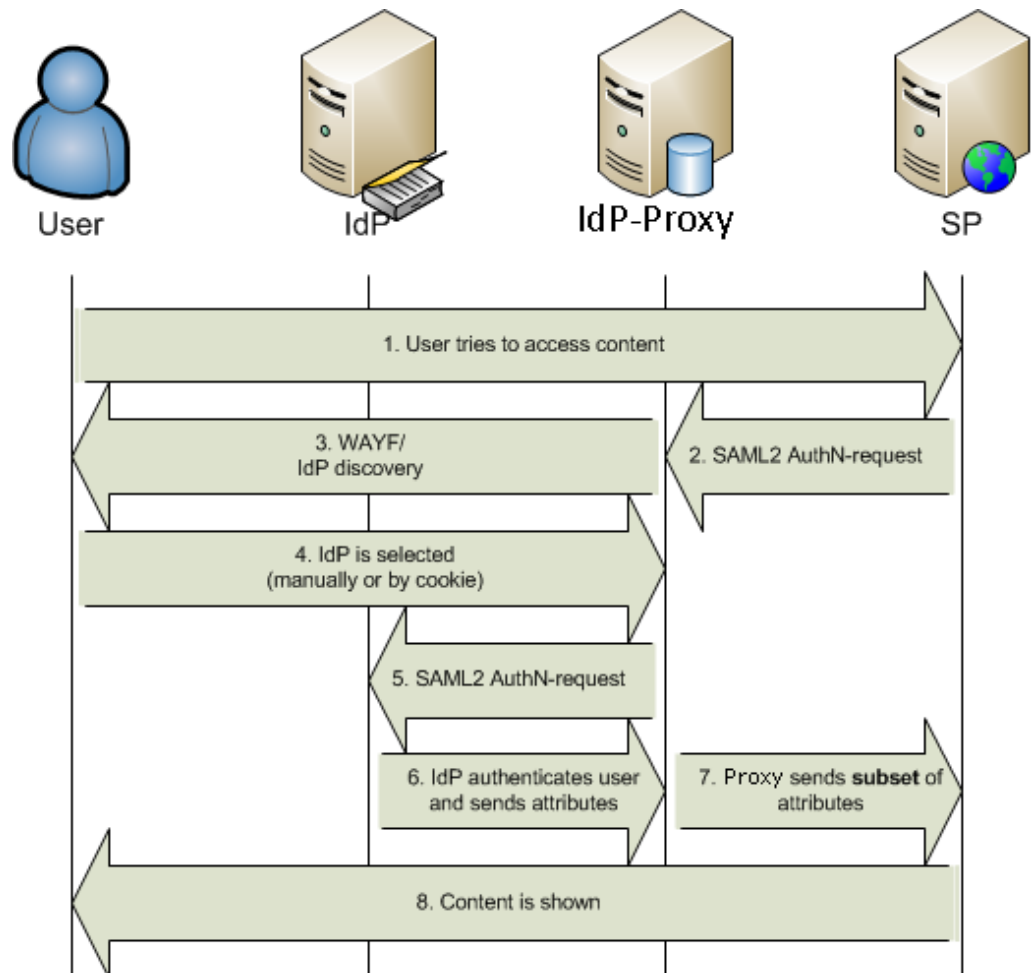 User
IdP
IdP-Proxy
SP
1. User tries to access content
2. SAML2 AuthN-request
3. WAYF/
IdP discovery
4. IdP is selected
(manually or by cookie)
5. SAML2 AuthN-request
6. IdP authenticates user
and sends attributes
7. Proxy sends subset of
attributes
8. Content is shown